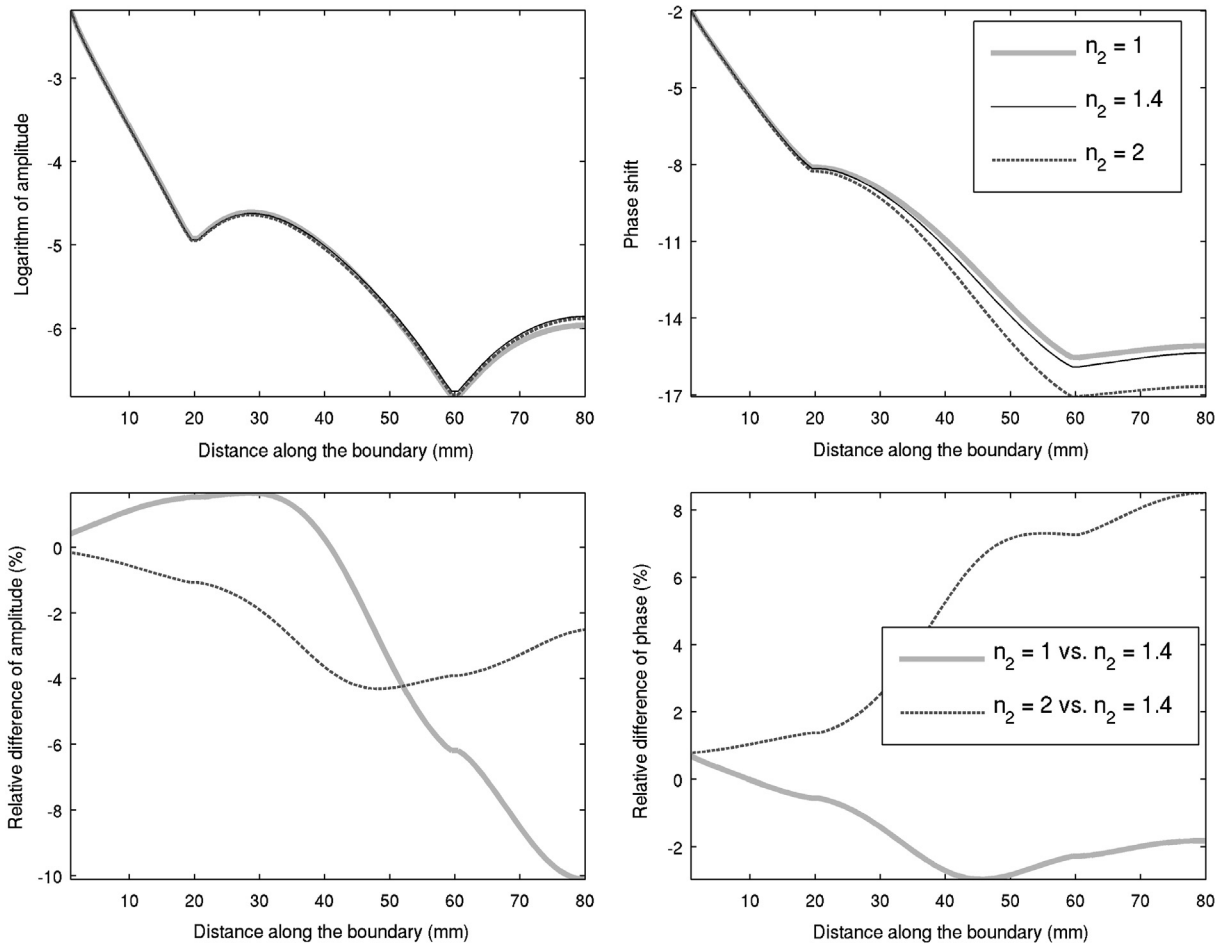 Logarithm of amplitude
-3
-4
-5
-6
10 20 30 40 50 60 70 80
Distance along the boundary (mm)
Phase shift
-2
-5
-8
-11
-14
-17
10 20 30 40 50 60 70 80
Distance along the boundary (mm)
n2 = 1
n2 = 1.4
n2 = 2
Relative difference of amplitude (%)
0
-2
-4
-6
-8
-10
10 20 30 40 50 60 70 80
Distance along the boundary (mm)
Relative difference of phase (%)
8
6
4
2
0
-2
10 20 30 40 50 60 70 80
Distance along the boundary (mm)
n2 = 1 vs. n2 = 1.4
n2 = 2 vs. n2 = 1.4